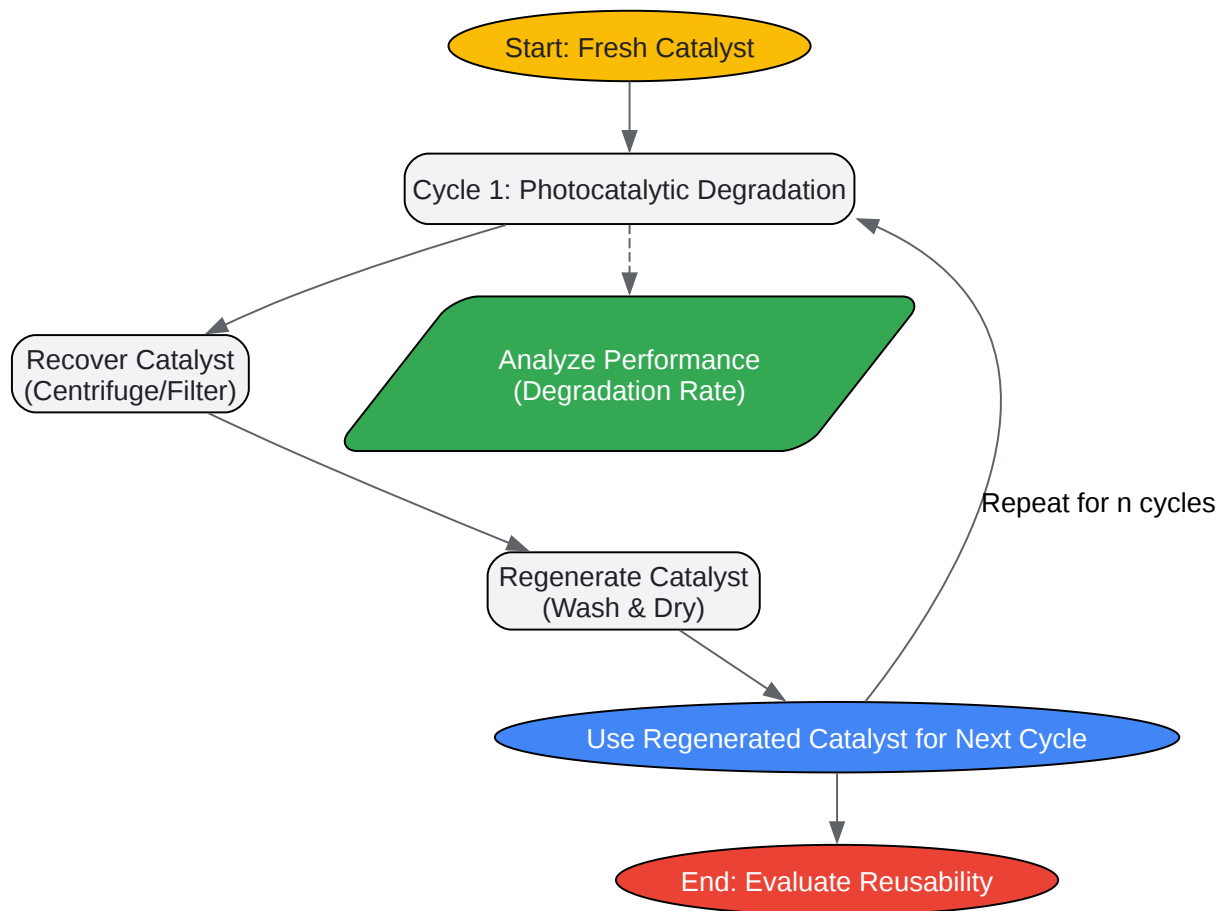 Start: Fresh Catalyst
Cycle 1: Photocatalytic Degradation
Recover Catalyst
(Centrifuge/Filter)
Analyze Performance
(Degradation Rate)
Repeat for n cycles
Regenerate Catalyst
(Wash & Dry)
Use Regenerated Catalyst for Next Cycle
End: Evaluate Reusability